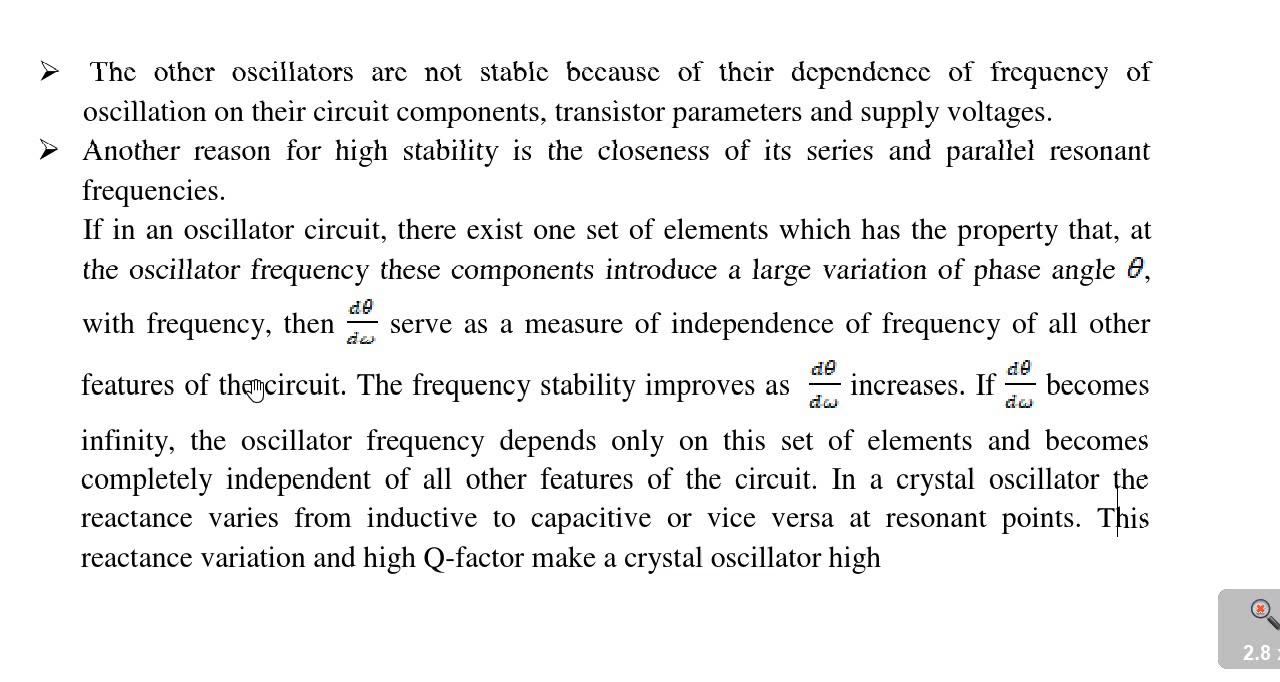 ➢ The other oscillators are not stable because of their dependence of frequency of
oscillation on their circuit components, transistor parameters and supply voltages.
➢ Another reason for high stability is the closeness of its series and parallel resonant
frequencies.
If in an oscillator circuit, there exist one set of elements which has the property that, at
the oscillator frequency these components introduce a large variation of phase angle θ,
with frequency, then dθ/dω serve as a measure of independence of frequency of all other
features of the circuit. The frequency stability improves as dθ/dω increases. If dθ/dω becomes
infinity, the oscillator frequency depends only on this set of elements and becomes
completely independent of all other features of the circuit. In a crystal oscillator the
reactance varies from inductive to capacitive or vice versa at resonant points. This
reactance variation and high Q-factor make a crystal oscillator high
2.8